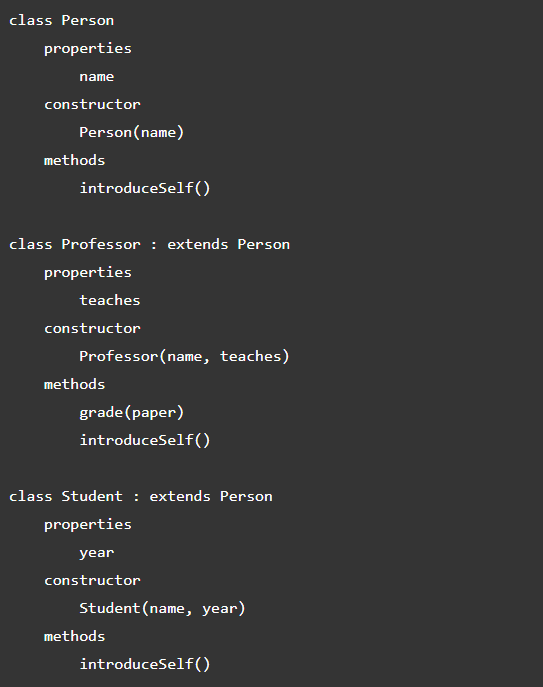 class Person
    properties
        name
    constructor
        Person(name)
    methods
        introduceSelf()

class Professor : extends Person
    properties
        teaches
    constructor
        Professor(name, teaches)
    methods
        grade(paper)
        introduceSelf()

class Student : extends Person
    properties
        year
    constructor
        Student(name, year)
    methods
        introduceSelf()